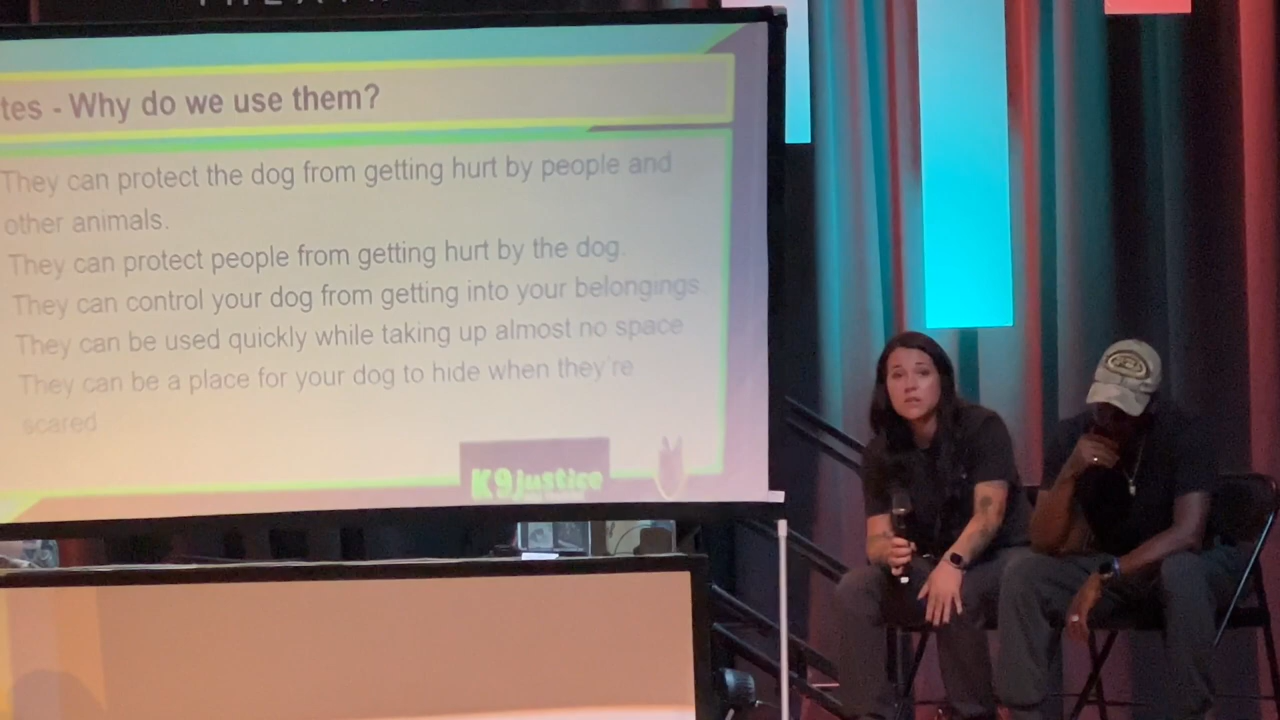 tes - Why do we use them?
They can protect the dog from getting hurt by people and
other animals.
They can protect people from getting hurt by the dog.
They can control your dog from getting into your belongings
They can be used quickly while taking up almost no space
They can be a place for your dog to hide when they're
scared
K9justice